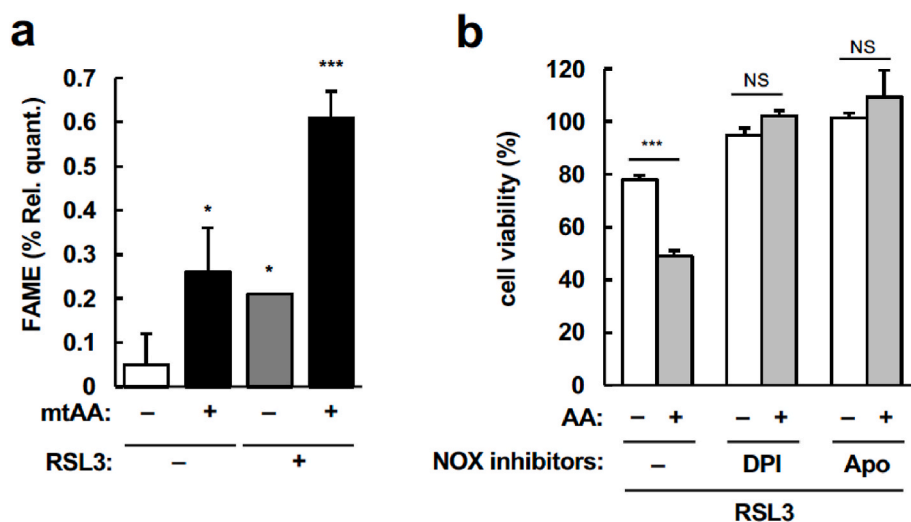 a
b
FAME (% Rel. quant.)
0.7
0.6
0.5
0.4
0.3
0.2
0.1
0
*
*
***
mtAA: – + – +
RSL3: – +
cell viability (%)
120
100
80
60
40
20
0
***
NS
NS
AA: – + – + – +
NOX inhibitors: – DPI Apo
RSL3